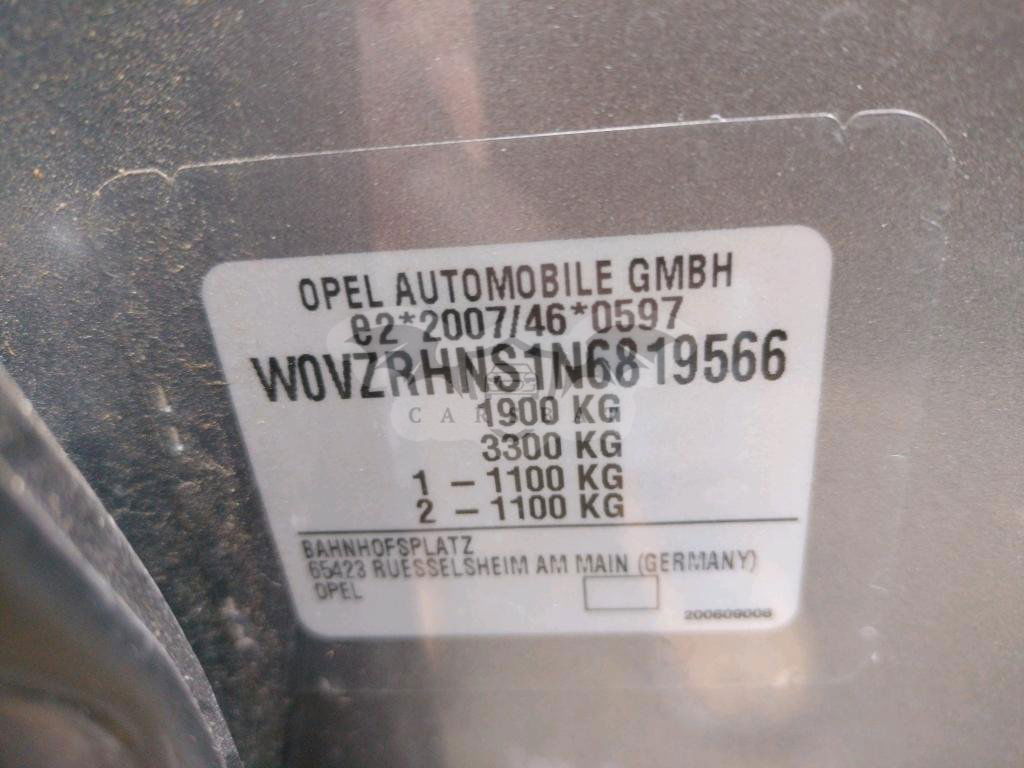 OPEL AUTOMOBILE GMBH
e2*2007/46*0597
W0VZRHNS1N6819566
1900 KG
3300 KG
1 - 1100 KG
2 - 1100 KG
BAHNHOFSPLATZ
65423 RUESSELSHEIM AM MAIN (GERMANY)
OPEL
200609006